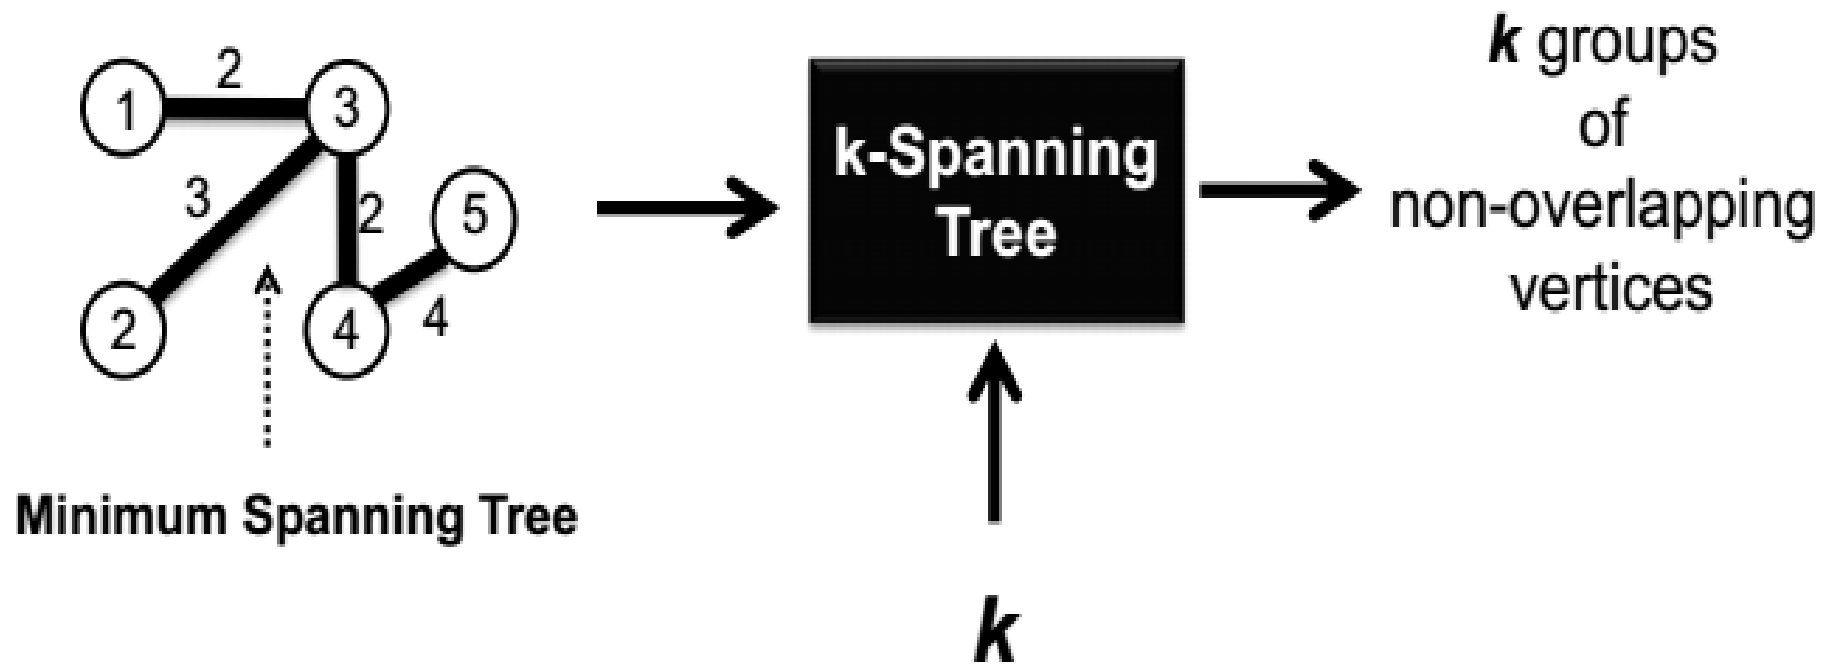 2
1
3
3
2
5
2
4
4
Minimum Spanning Tree
k-Spanning
Tree
k
k groups
of
non-overlapping
vertices